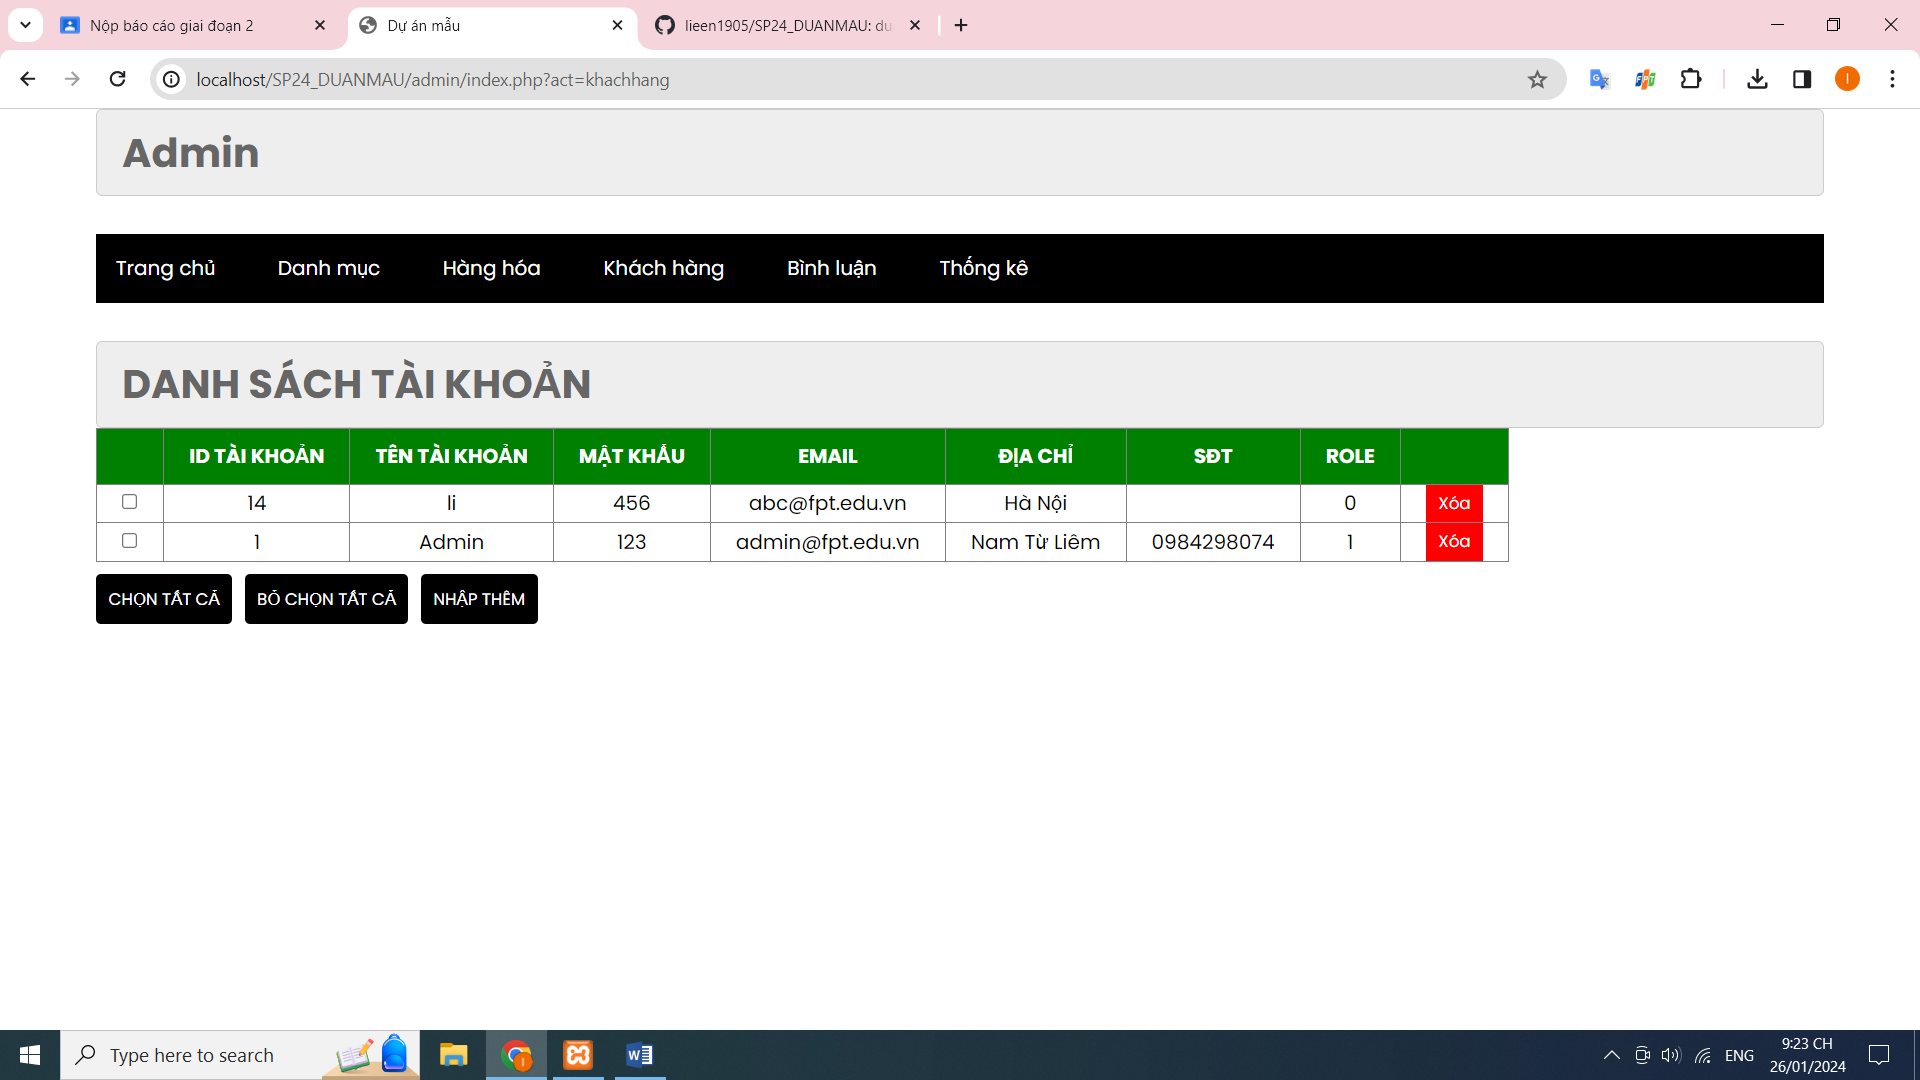 Nộp báo cáo giai đoạn 2
Dự án mẫu
lieen1905/SP24_DUANMAU: du
localhost/SP24_DUANMAU/admin/index.php?act=khachhang
Admin
Trang chủ Danh mục Hàng hóa Khách hàng Bình luận Thống kê
DANH SÁCH TÀI KHOẢN
ID TÀI KHOẢN TÊN TÀI KHOẢN MẬT KHẨU EMAIL ĐỊA CHỈ SĐT ROLE
14 li 456 abc@fpt.edu.vn Hà Nội 0 Xóa
1 Admin 123 admin@fpt.edu.vn Nam Từ Liêm 0984298074 1 Xóa
CHỌN TẤT CẢ BỎ CHỌN TẤT CẢ NHẬP THÊM
Type here to search
ENG
9:23 CH
26/01/2024